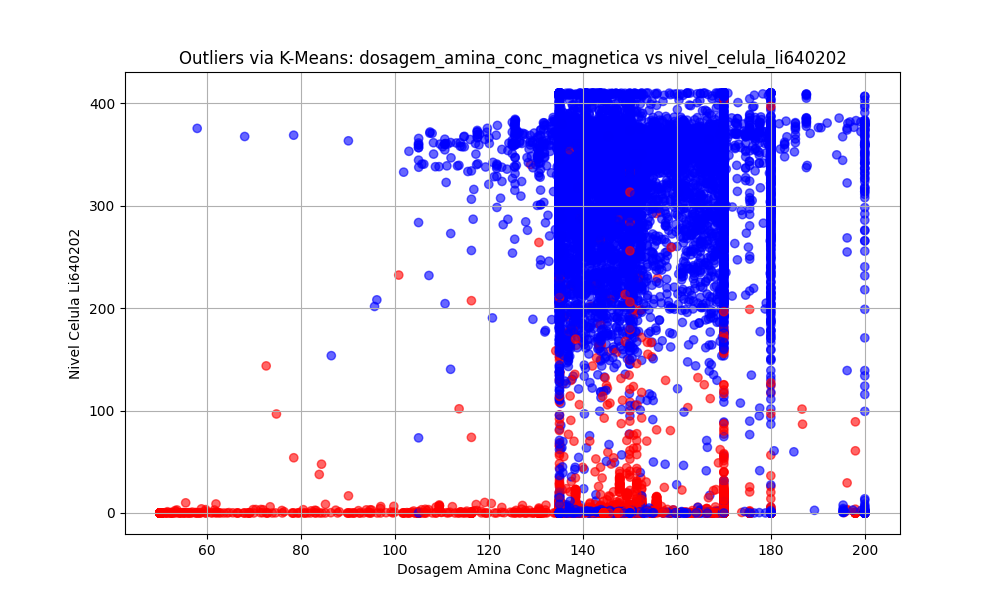 Outliers via K-Means: dosagem_amina_conc_magnetica vs nivel_celula_li640202
400
300
200
100
0
Nivel Celula Li640202
60 80 100 120 140 160 180 200
Dosagem Amina Conc Magnetica